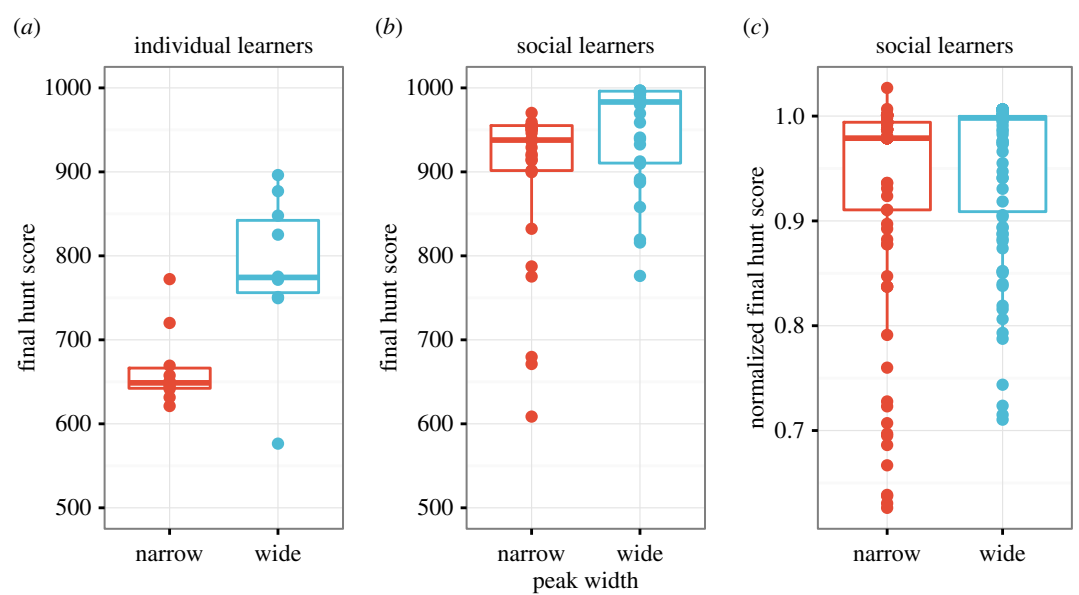 (a)
individual learners
final hunt score
1000
900
800
700
600
500
narrow
wide
(b)
social learners
final hunt score
1000
900
800
700
600
500
narrow
wide
peak width
(c)
social learners
normalized final hunt score
1.0
0.9
0.8
0.7
narrow
wide